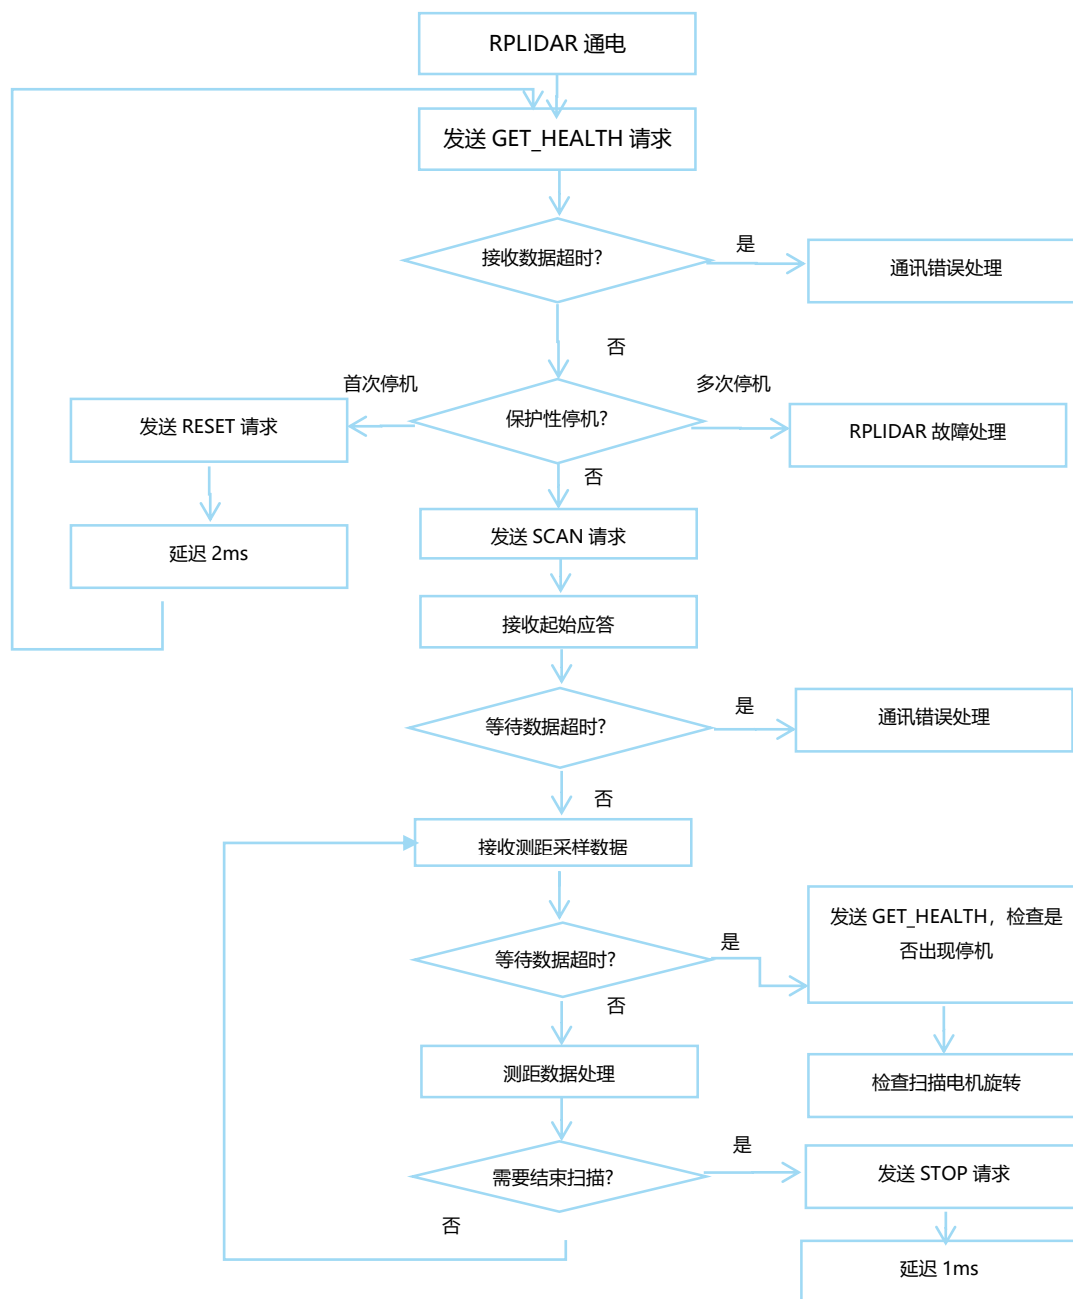 RPLIDAR 通电
发送 GET_HEALTH 请求
接收数据超时?
是
通讯错误处理
否
首次停机
多次停机
发送 RESET 请求
保护性停机?
RPLIDAR 故障处理
否
延迟 2ms
发送 SCAN 请求
接收起始应答
等待数据超时?
是
通讯错误处理
否
接收测距采样数据
发送 GET_HEALTH，检查是
否出现停机
等待数据超时?
是
否
测距数据处理
检查扫描电机旋转
需要结束扫描?
是
发送 STOP 请求
否
延迟 1ms